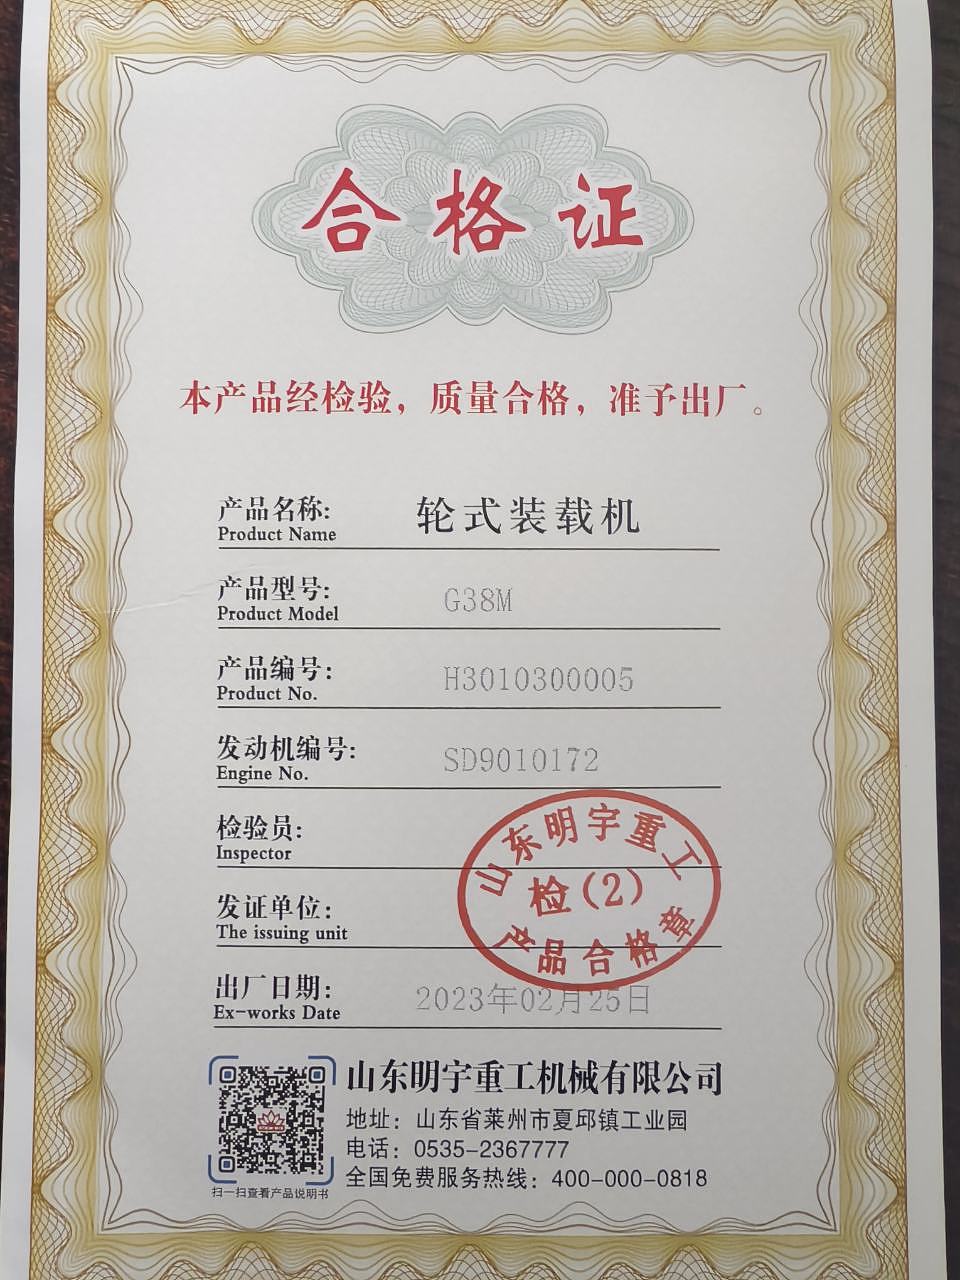 合格证
本产品经检验，质量合格，准予出厂。
产品名称: 轮式装载机
Product Name
产品型号: G38M
Product Model
产品编号: H3010300005
Product No.
发动机编号: SD9010172
Engine No.
检验员:
Inspector
山东明宇重工
检(2)
产品合格章
发证单位:
The issuing unit
出厂日期: 2023年02月25日
Ex-works Date
山东明宇重工机械有限公司
地址：山东省莱州市夏邱镇工业园
电话：0535-2367777
全国免费服务热线：400-000-0818
扫一扫查看产品说明书